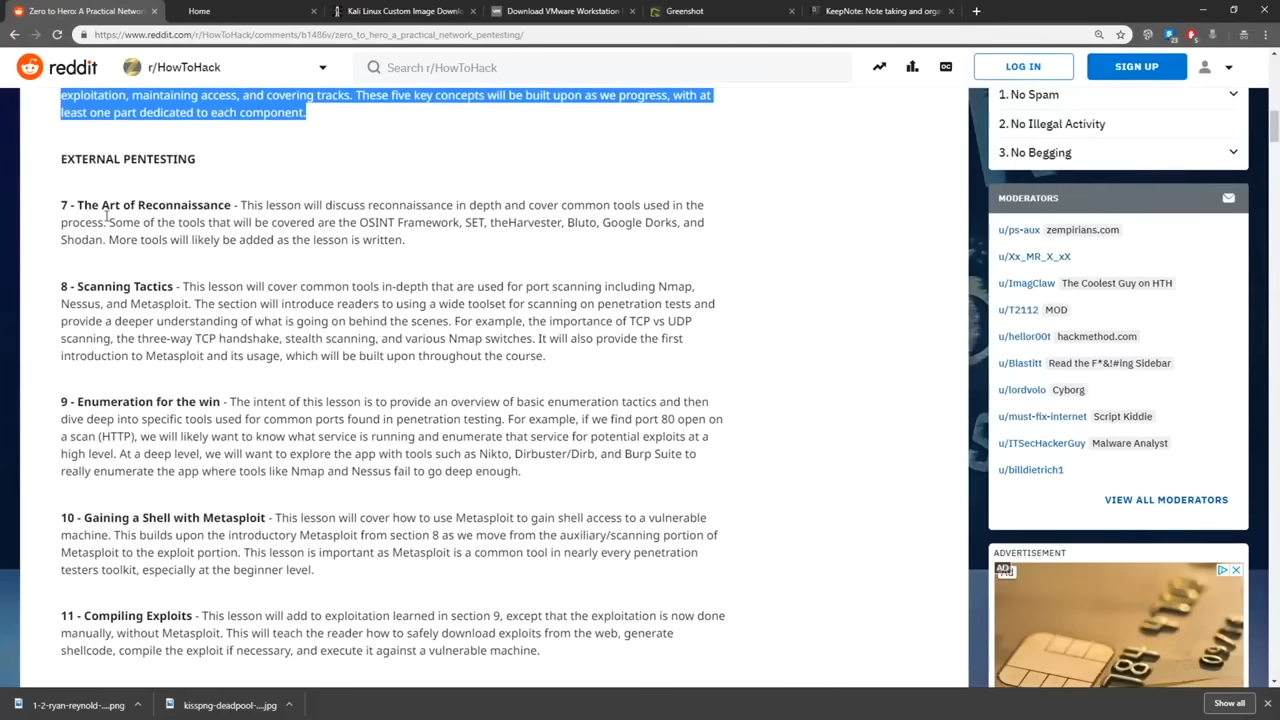 Zero to Hero: A Practical Netwo
Home
Kali Linux Custom Image Downl
Download VMware Workstation
Greenshot
KeepNote: Note taking and orga
https://www.reddit.com/r/HowToHack/comments/b1486v/zero_to_hero_a_practical_network_pentesting/
reddit
r/HowToHack
Search r/HowToHack
LOG IN
SIGN UP
exploitation, maintaining access, and covering tracks. These five key concepts will be built upon as we progress, with at
least one part dedicated to each component.
EXTERNAL PENTESTING
7 - The Art of Reconnaissance - This lesson will discuss reconnaissance in depth and cover common tools used in the
process. Some of the tools that will be covered are the OSINT Framework, SET, theHarvester, Bluto, Google Dorks, and
Shodan. More tools will likely be added as the lesson is written.
8 - Scanning Tactics - This lesson will cover common tools in-depth that are used for port scanning including Nmap,
Nessus, and Metasploit. The section will introduce readers to using a wide toolset for scanning on penetration tests and
provide a deeper understanding of what is going on behind the scenes. For example, the importance of TCP vs UDP
scanning, the three-way TCP handshake, stealth scanning, and various Nmap switches. It will also provide the first
introduction to Metasploit and its usage, which will be built upon throughout the course.
9 - Enumeration for the win - The intent of this lesson is to provide an overview of basic enumeration tactics and then
dive deep into specific tools used for common ports found in penetration testing. For example, if we find port 80 open on
a scan (HTTP), we will likely want to know what service is running and enumerate that service for potential exploits at a
high level. At a deep level, we will want to explore the app with tools such as Nikto, Dirbuster/Dirb, and Burp Suite to
really enumerate the app where tools like Nmap and Nessus fail to go deep enough.
10 - Gaining a Shell with Metasploit - This lesson will cover how to use Metasploit to gain shell access to a vulnerable
machine. This builds upon the introductory Metasploit from section 8 as we move from the auxiliary/scanning portion of
Metasploit to the exploit portion. This lesson is important as Metasploit is a common tool in nearly every penetration
testers toolkit, especially at the beginner level.
11 - Compiling Exploits - This lesson will add to exploitation learned in section 9, except that the exploitation is now done
manually, without Metasploit. This will teach the reader how to safely download exploits from the web, generate
shellcode, compile the exploit if necessary, and execute it against a vulnerable machine.
1. No Spam
2. No Illegal Activity
3. No Begging
MODERATORS
u/ps-aux zempirians.com
u/Xx_MR_X_xX
u/ImagClaw The Coolest Guy on HTH
u/T2112 MOD
u/hellor00t hackmethod.com
u/Blastitt Read the F*&!#ing Sidebar
u/lordvolo Cyborg
u/must-fix-internet Script Kiddie
u/ITSecHackerGuy Malware Analyst
u/billdietrich1
VIEW ALL MODERATORS
ADVERTISEMENT
AD
1-2-ryan-reynold-....png
kisspng-deadpool-....jpg
Show all